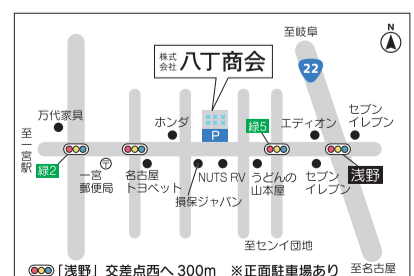 至岐阜
N
株式会社 八丁商会
22
万代家具
ホンダ
P
緑5
エディオン
セブン
イレブン
至一宮駅
緑2
〒
一宮
郵便局
名古屋
トヨペット
損保ジャパン
NUTS RV
うどんの
山本屋
セブン
イレブン
浅野
至センイ団地
至名古屋
「浅野」交差点西へ300m ※正面駐車場あり